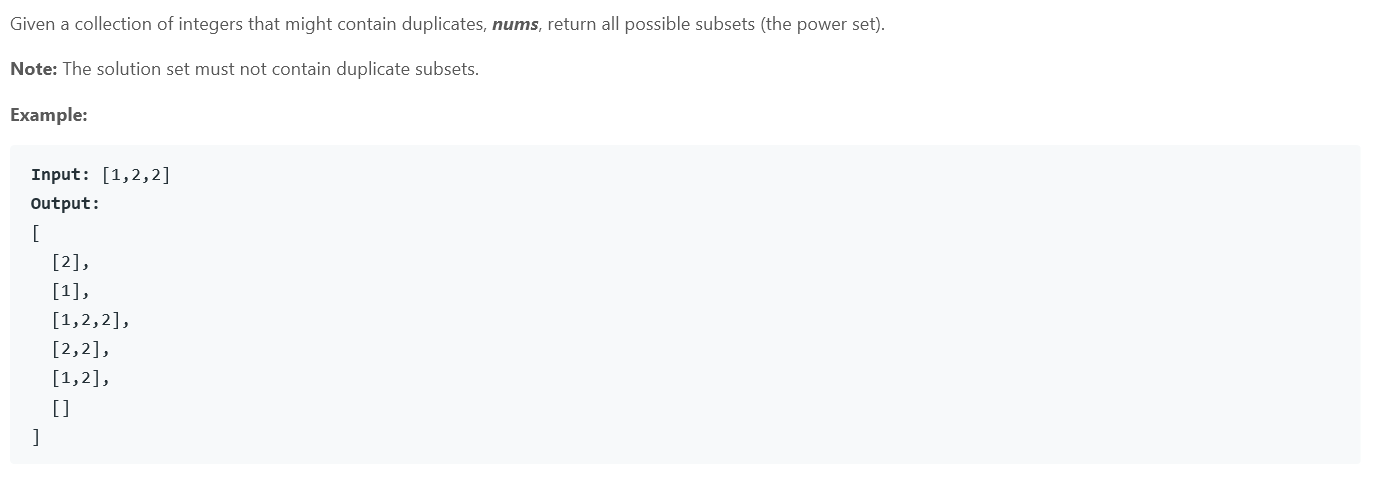 Given a collection of integers that might contain duplicates, nums, return all possible subsets (the power set).
Note: The solution set must not contain duplicate subsets.
Example:
Input: [1,2,2]
Output:
[
  [2],
  [1],
  [1,2,2],
  [2,2],
  [1,2],
  []
]